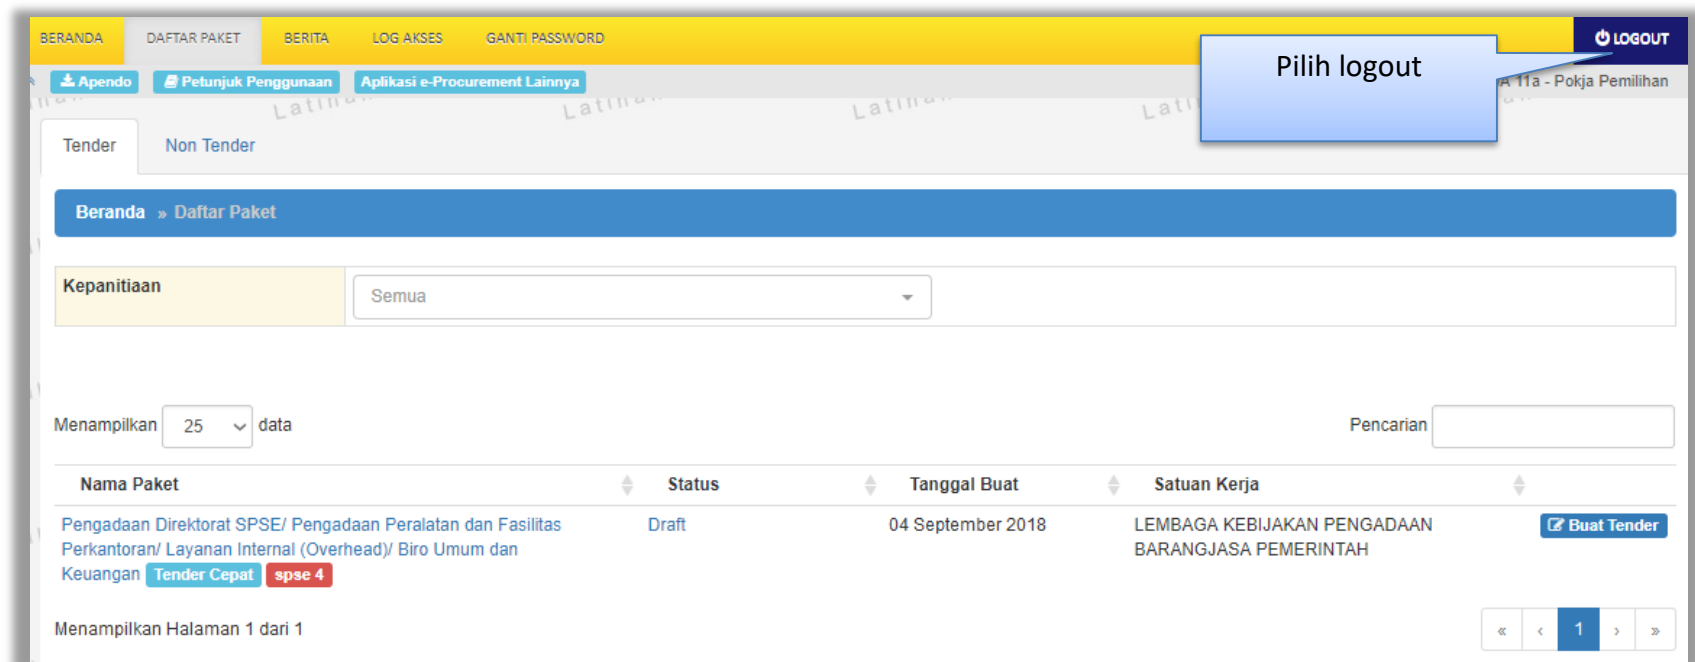 BERANDA DAFTAR PAKET BERITA LOG AKSES GANTI PASSWORD LOGOUT
Pilih logout
Apendo Petunjuk Penggunaan Aplikasi e-Procurement Lainnya 11a - Pokja Pemilihan
Tender Non Tender
Beranda » Daftar Paket
Kepanitiaan Semua
Menampilkan 25 data Pencarian
Nama Paket Status Tanggal Buat Satuan Kerja
Pengadaan Direktorat SPSE/ Pengadaan Peralatan dan Fasilitas Draft 04 September 2018 LEMBAGA KEBIJAKAN PENGADAAN Buat Tender
Perkantoran/ Layanan Internal (Overhead)/ Biro Umum dan BARANGJASA PEMERINTAH
Keuangan Tender Cepat spse 4
Menampilkan Halaman 1 dari 1 « ‹ 1 › »